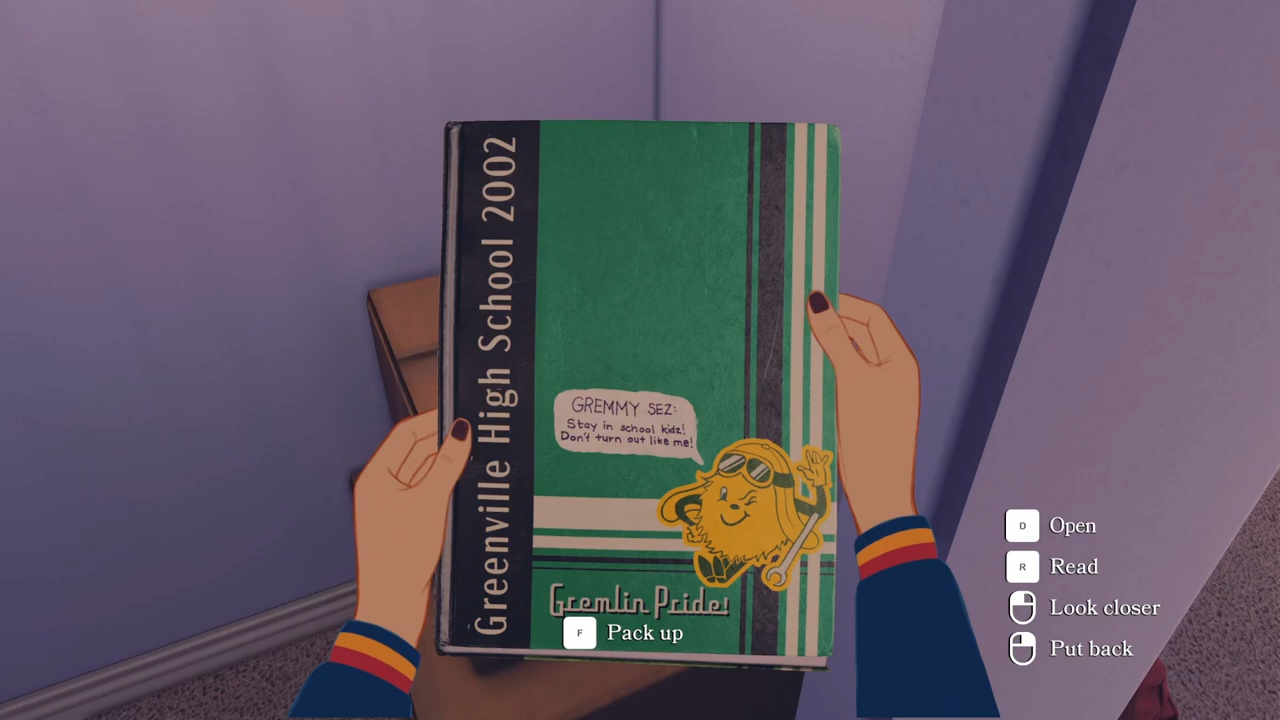 Greenville High School 2002
GREMMY SEZ:
Stay in school kidz!
Don't turn out like me!
Gremlin Pride!
F Pack up
D Open
R Read
Look closer
Put back